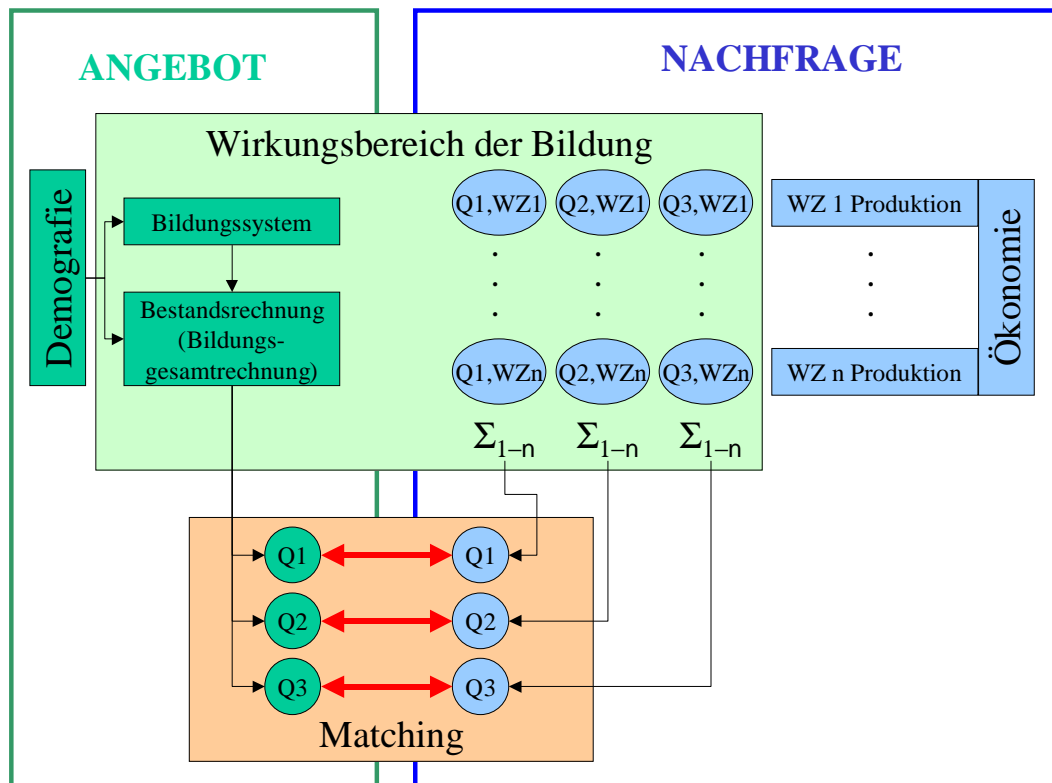 ANGEBOT
NACHFRAGE
Wirkungsbereich der Bildung
Demografie
Bildungssystem
Bestandsrechnung
(Bildungs-
gesamtrechnung)
Q1,WZ1
Q2,WZ1
Q3,WZ1
.
.
.
.
.
.
.
.
.
Q1,WZn
Q2,WZn
Q3,WZn
Σ1–n
Σ1–n
Σ1–n
WZ 1 Produktion
.
.
.
WZ n Produktion
Ökonomie
Q1
Q1
Q2
Q2
Q3
Q3
Matching